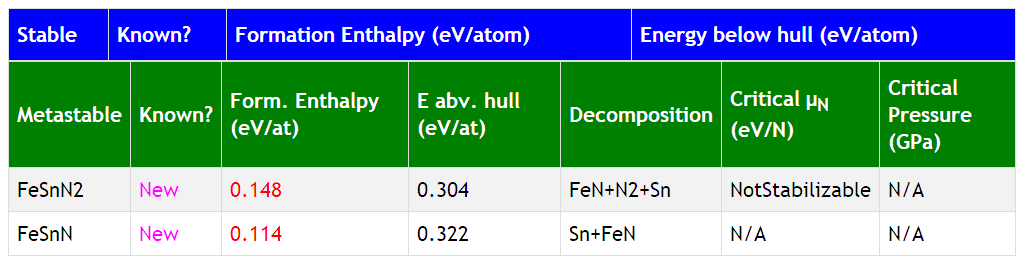 Stable Known? Formation Enthalpy (eV/atom) Energy below hull (eV/atom)
Metastable Known? Form. Enthalpy (eV/at) E abv. hull (eV/at) Decomposition Critical μN (eV/N) Critical Pressure (GPa)
FeSnN2 New 0.148 0.304 FeN+N2+Sn NotStabilizable N/A
FeSnN New 0.114 0.322 Sn+FeN N/A N/A